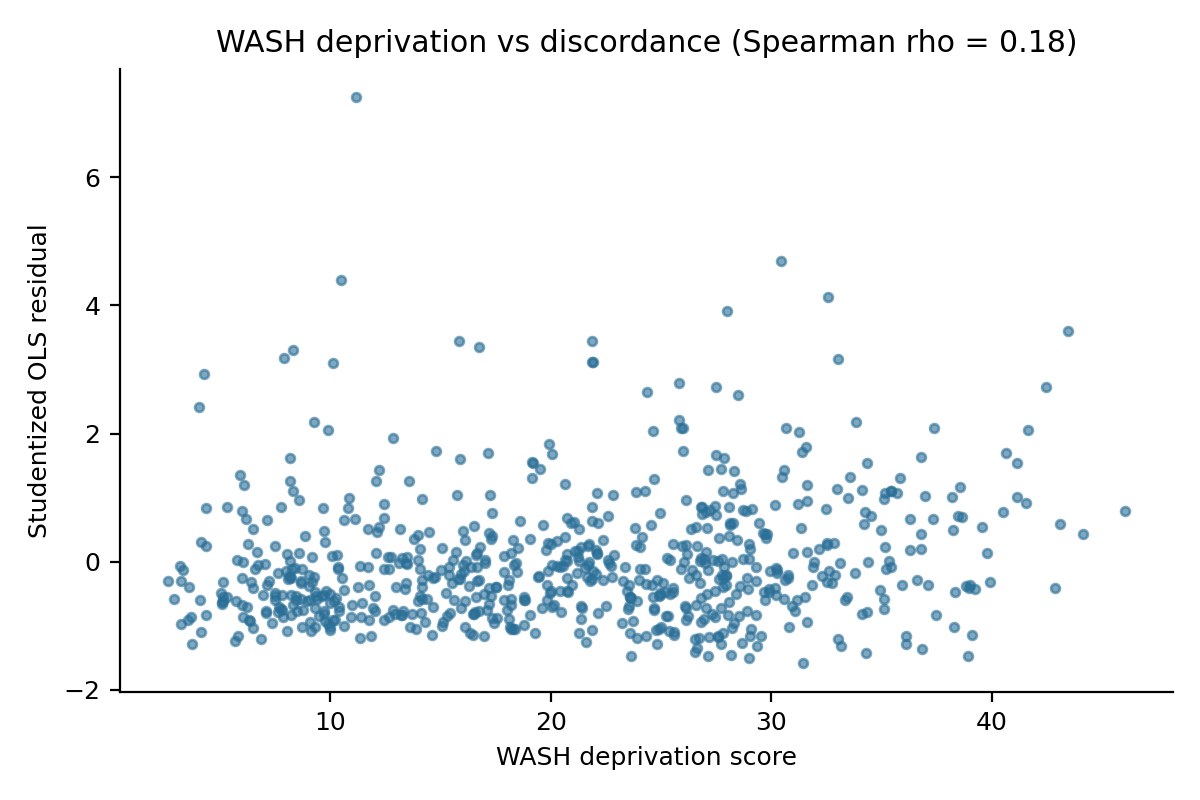 WASH deprivation vs discordance (Spearman rho = 0.18)
Studentized OLS residual
6
4
2
0
−2
10 20 30 40
WASH deprivation score